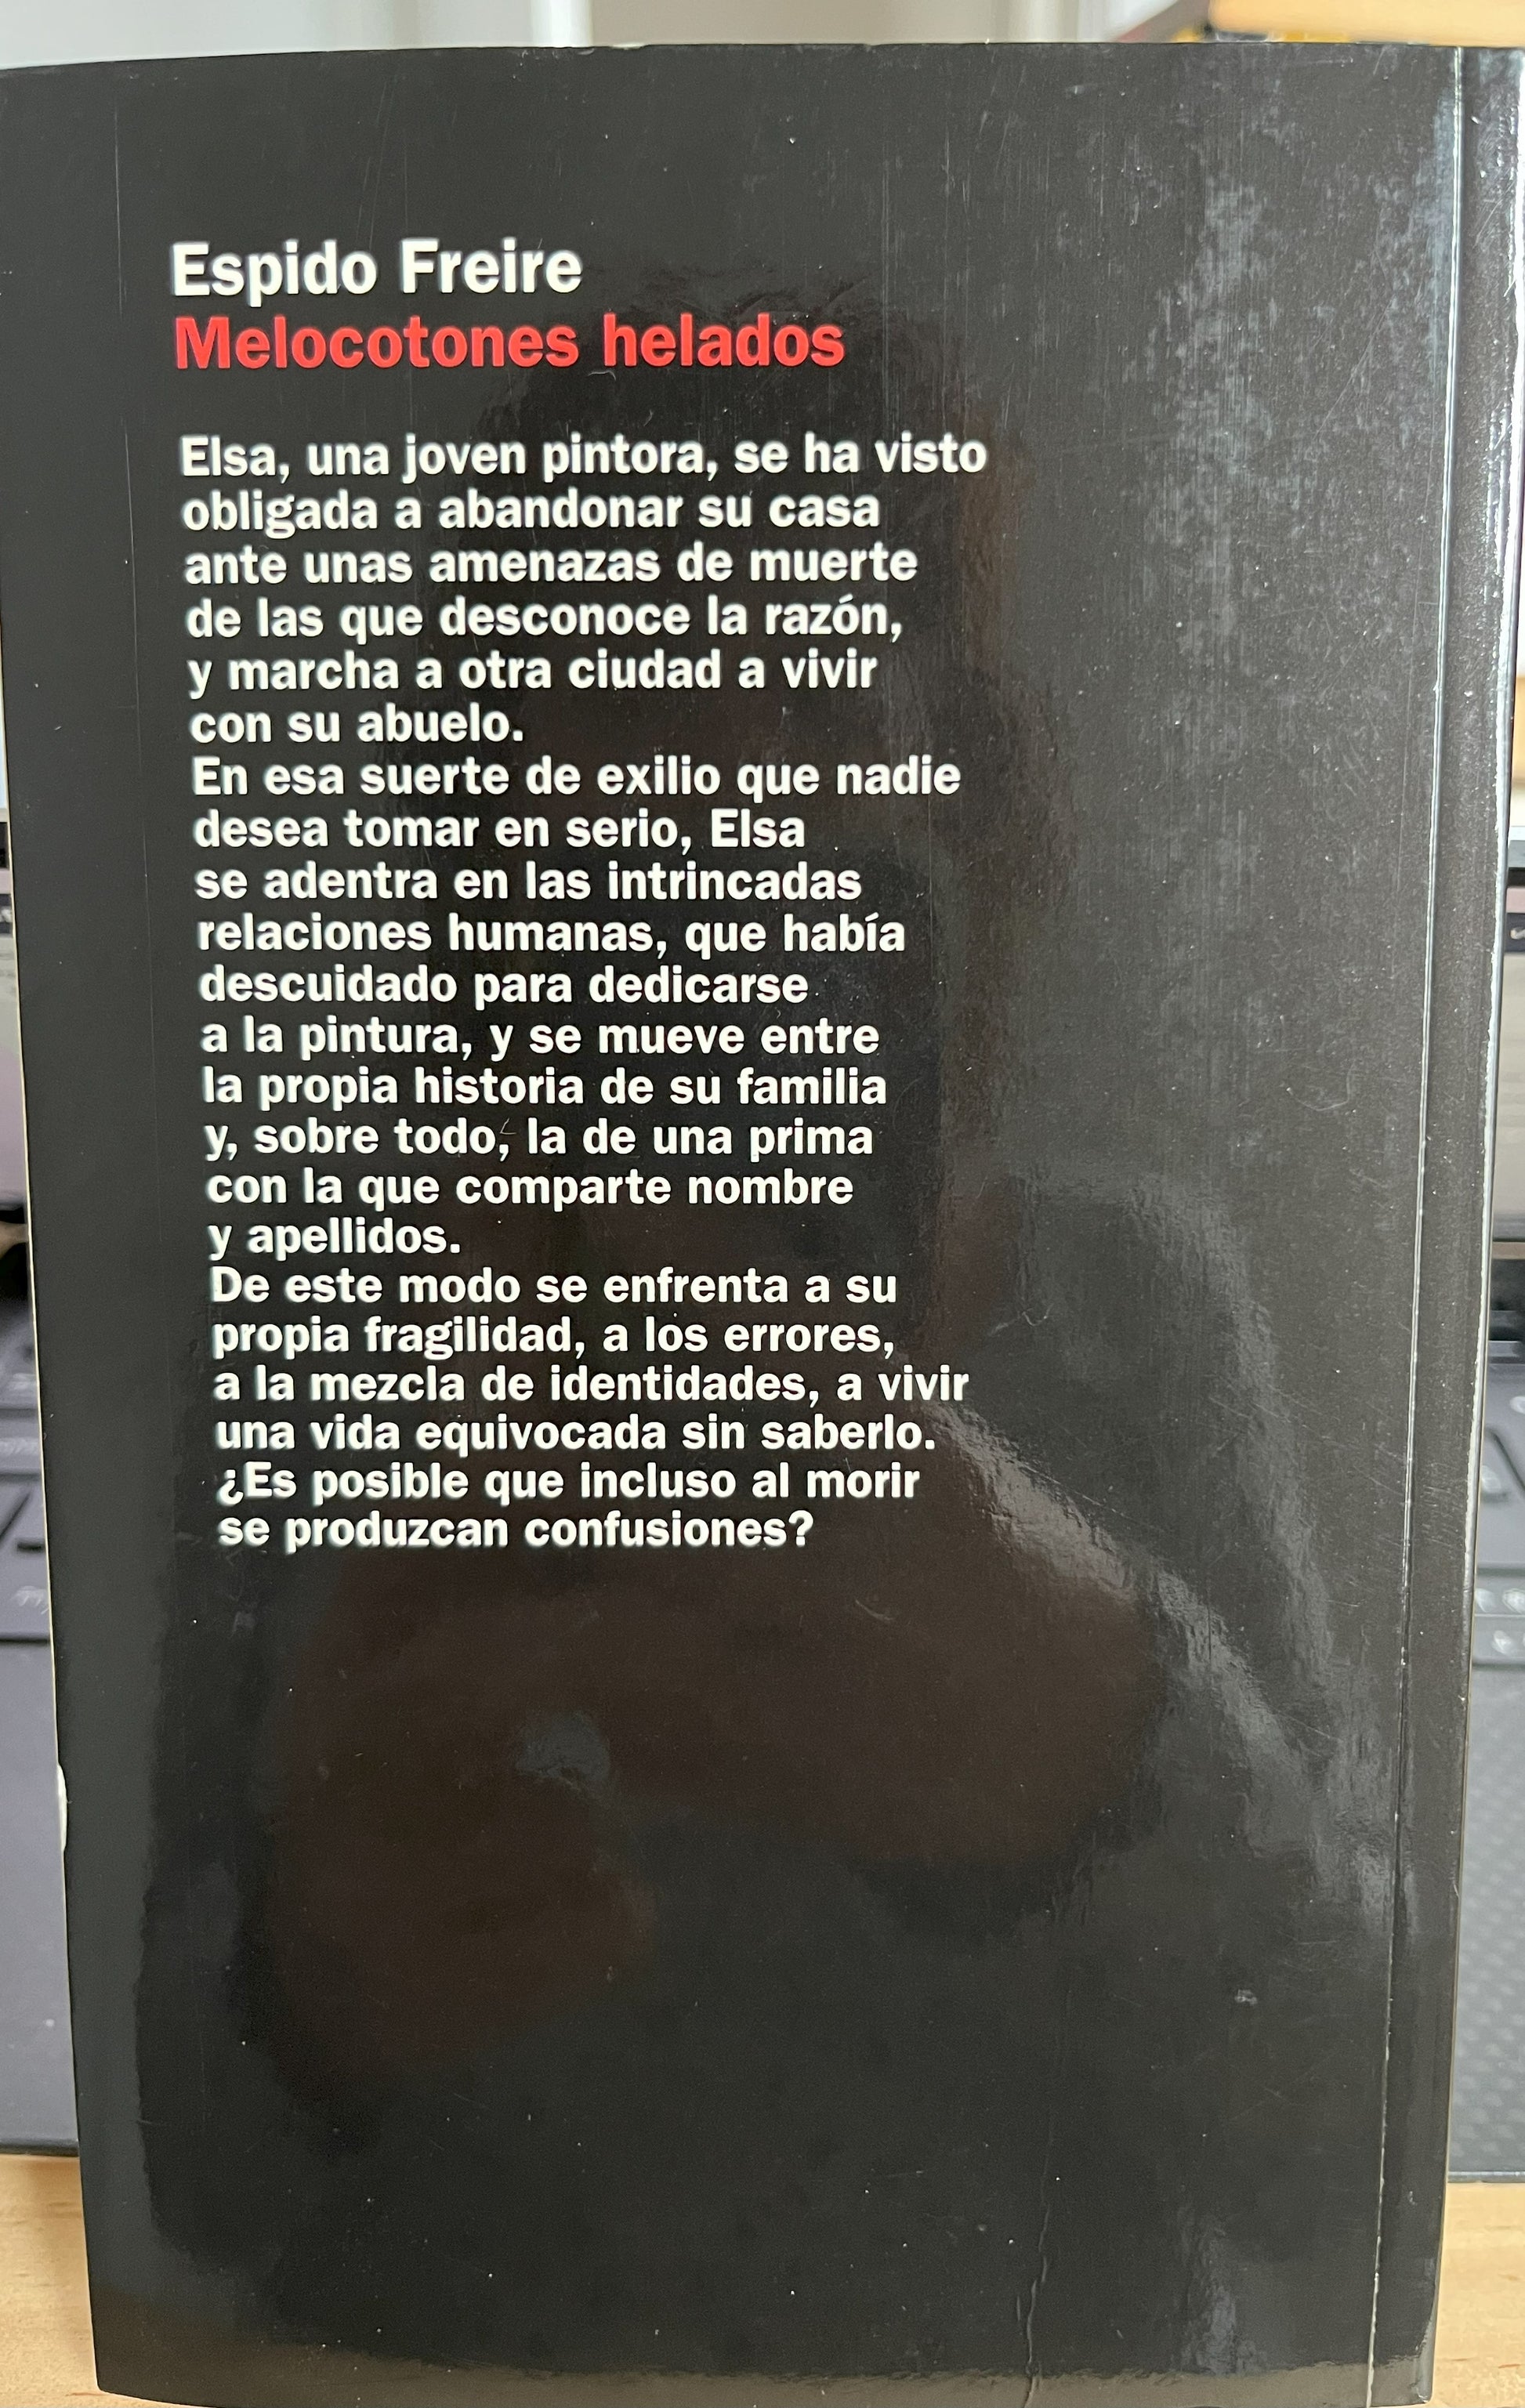 Espido Freire
Melocotones helados
Elsa, una joven pintora, se ha visto
obligada a abandonar su casa
ante unas amenazas de muerte
de las que desconoce la razón,
y marcha a otra ciudad a vivir
con su abuelo.
En esa suerte de exilio que nadie
desea tomar en serio, Elsa
se adentra en las intrincadas
relaciones humanas, que había
descuidado para dedicarse
a la pintura, y se mueve entre
la propia historia de su familia
y, sobre todo, la de una prima
con la que comparte nombre
y apellidos.
De este modo se enfrenta a su
propia fragilidad, a los errores,
a la mezcla de identidades, a vivir
una vida equivocada sin saberlo.
¿Es posible que incluso al morir
se produzcan confusiones?